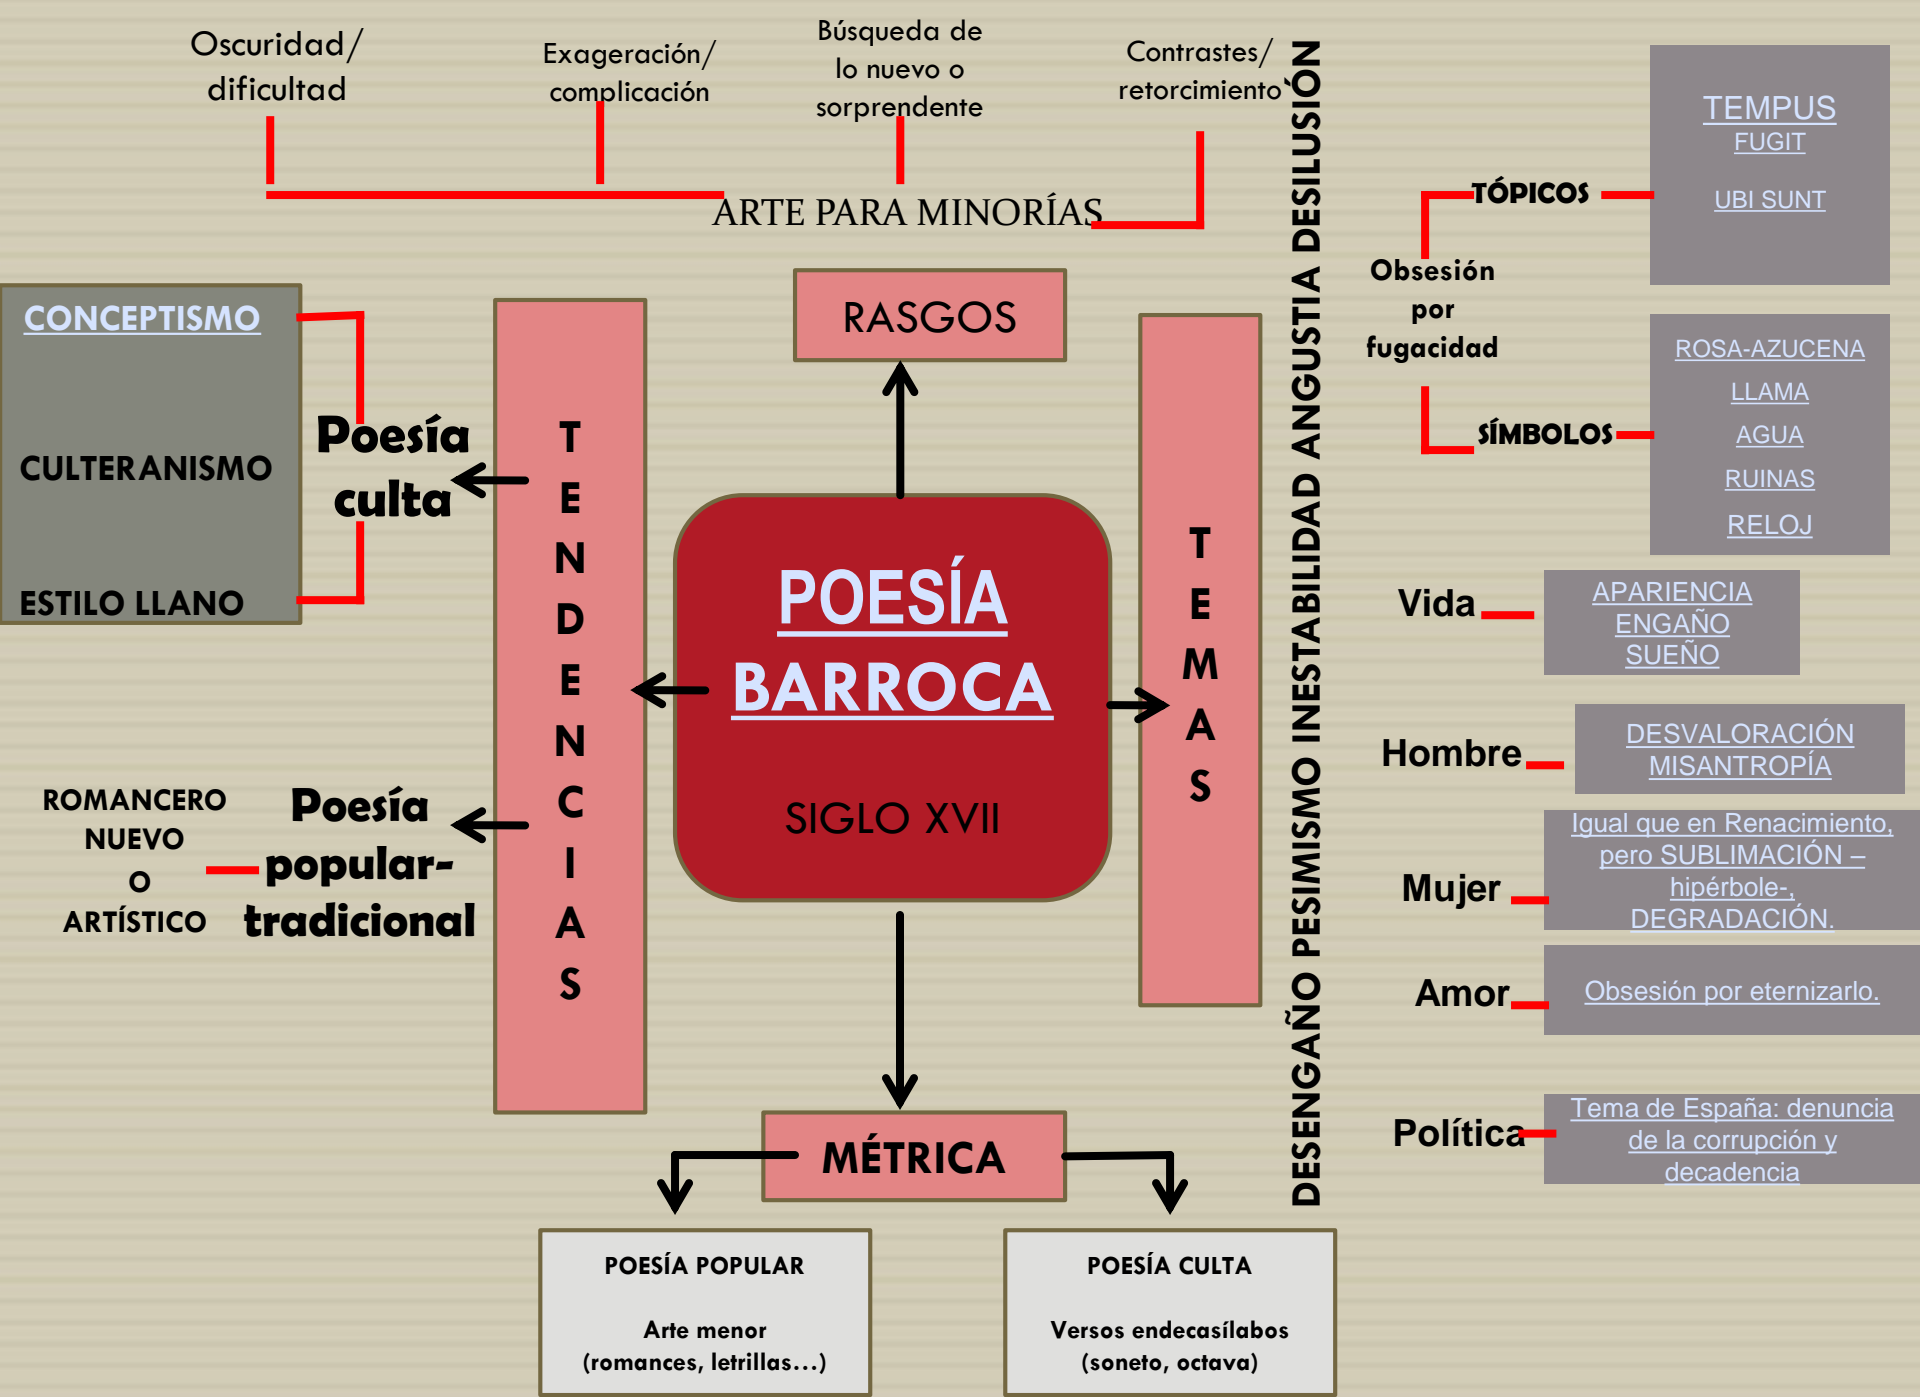 Oscuridad/
dificultad
Exageración/
complicación
Búsqueda de
lo nuevo o
sorprendente
Contrastes/
retorcimiento
ARTE PARA MINORÍAS
RASGOS
CONCEPTISMO
CULTERANISMO
ESTILO LLANO
Poesía
culta
ROMANCERO
NUEVO
O
ARTÍSTICO
Poesía
popular-
tradicional
TENDENCIAS
POESÍA
BARROCA
SIGLO XVII
TEMAS
DESENGAÑO PESIMISMO INESTABILIDAD ANGUSTIA DESILUSIÓN
Obsesión
por
fugacidad
TÓPICOS
TEMPUS
FUGIT
UBI SUNT
SÍMBOLOS
ROSA-AZUCENA
LLAMA
AGUA
RUINAS
RELOJ
Vida
APARIENCIA
ENGAÑO
SUEÑO
Hombre
DESVALORACIÓN
MISANTROPÍA
Mujer
Igual que en Renacimiento,
pero SUBLIMACIÓN –
hipérbole-,
DEGRADACIÓN.
Amor
Obsesión por eternizarlo.
Política
Tema de España: denuncia
de la corrupción y
decadencia
MÉTRICA
POESÍA POPULAR
Arte menor
(romances, letrillas...)
POESÍA CULTA
Versos endecasílabos
(soneto, octava)